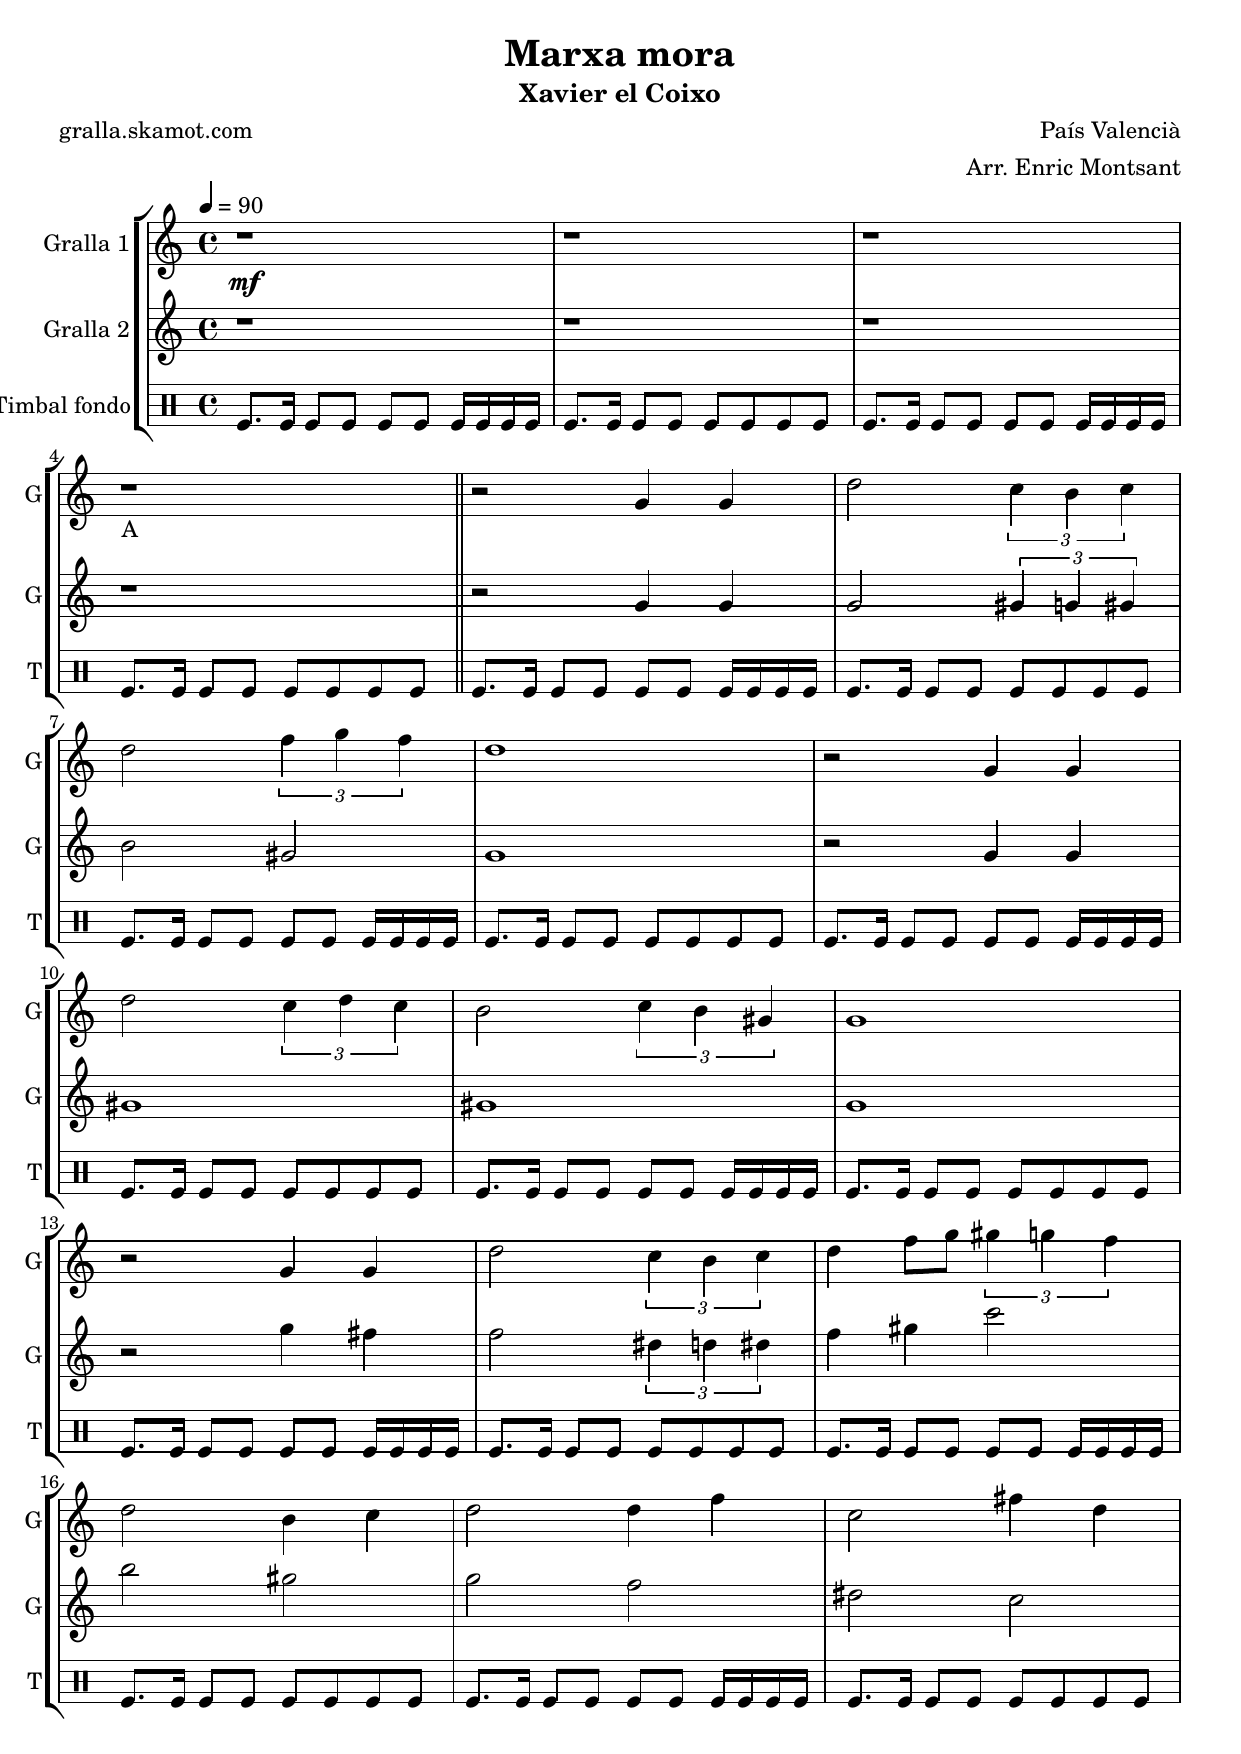 Marxa mora
Xavier el Coixo
gralla.skamot.com
País Valencià
Arr. Enric Montsant
= 90
Gralla 1
mf
Gralla 2
Timbal fondo
4
G
A
G
3
3
T
7
G
3
G
T
10
G
3
3
G
T
13
G
3
3
G
3
T
16
G
G
T